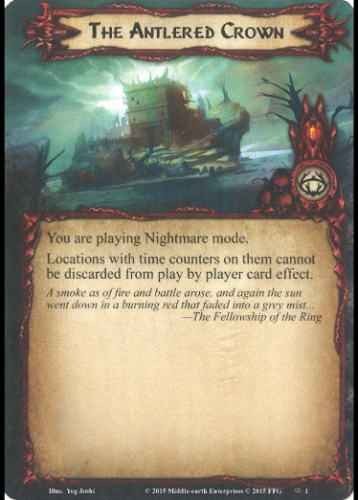 THE ANTLERED CROWN
You are playing Nightmare mode.
Locations with time counters on them cannot
be discarded from play by player card effect.
A smoke as of fire and battle arose, and again the sun
went down in a burning red that faded into a grey mist...
—The Fellowship of the Ring
Illus. Yog Joshi © 2015 Middle-earth Enterprises © 2015 FFG 1